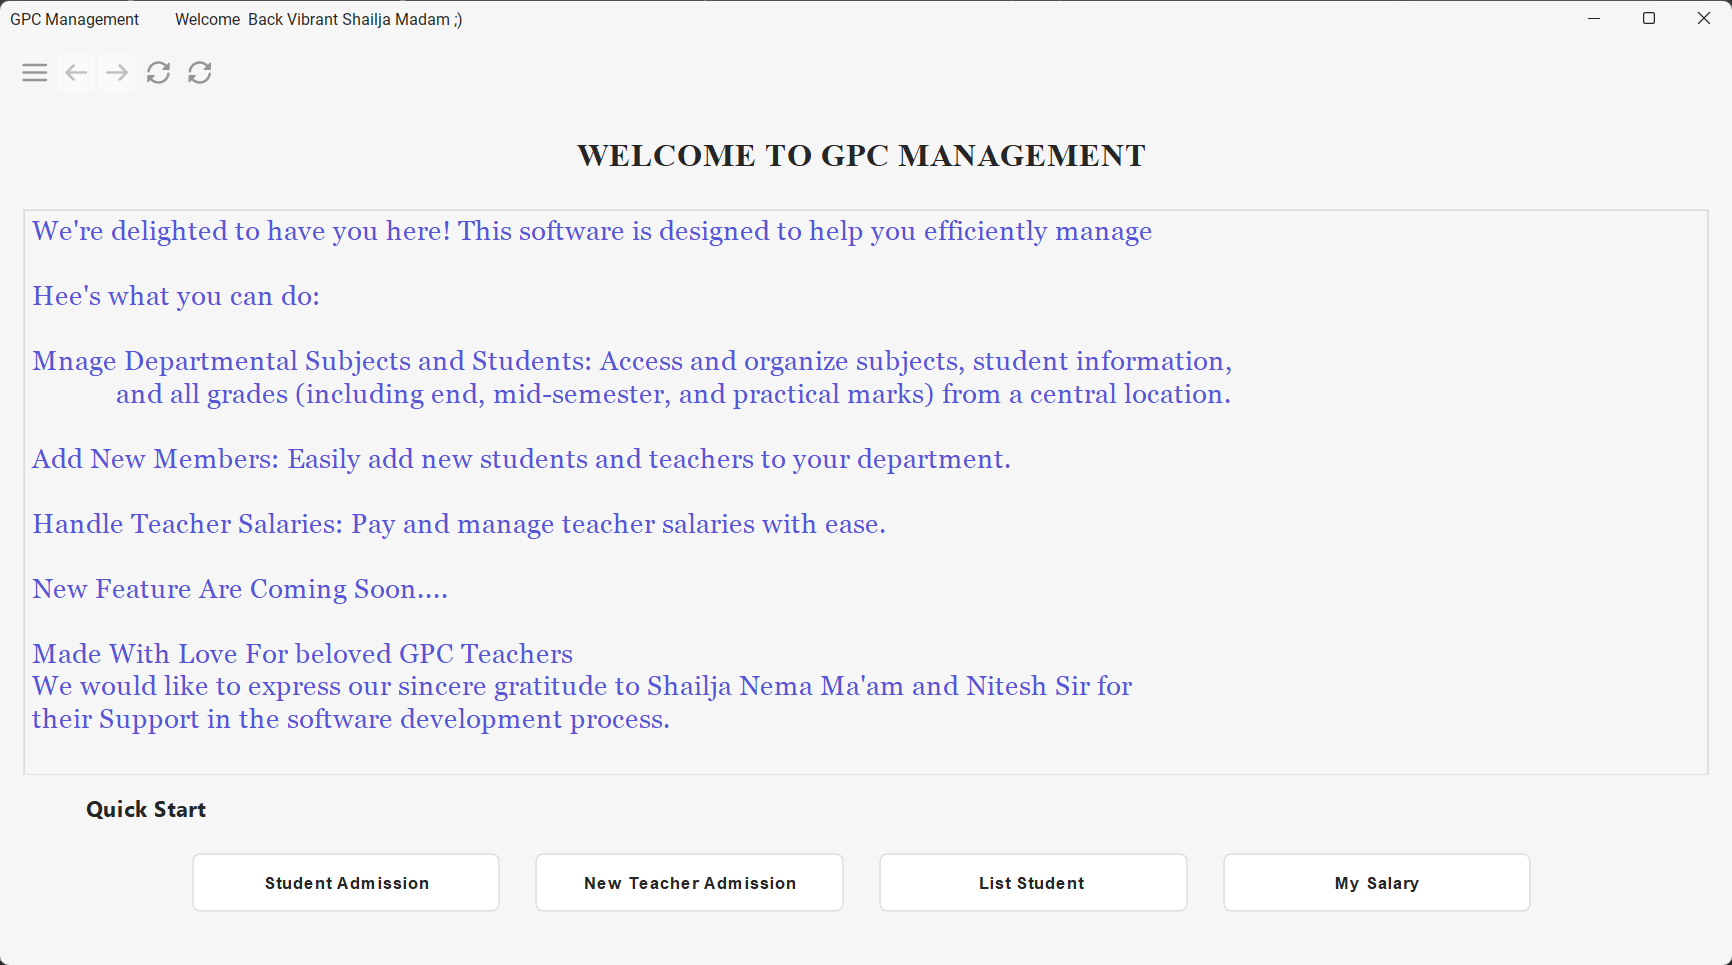 GPC Management Welcome Back Vibrant Shailja Madam ;)
WELCOME TO GPC MANAGEMENT
We're delighted to have you here! This software is designed to help you efficiently manage
Hee's what you can do:
Mnage Departmental Subjects and Students: Access and organize subjects, student information,
and all grades (including end, mid-semester, and practical marks) from a central location.
Add New Members: Easily add new students and teachers to your department.
Handle Teacher Salaries: Pay and manage teacher salaries with ease.
New Feature Are Coming Soon....
Made With Love For beloved GPC Teachers
We would like to express our sincere gratitude to Shailja Nema Ma'am and Nitesh Sir for
their Support in the software development process.
Quick Start
Student Admission New Teacher Admission List Student My Salary